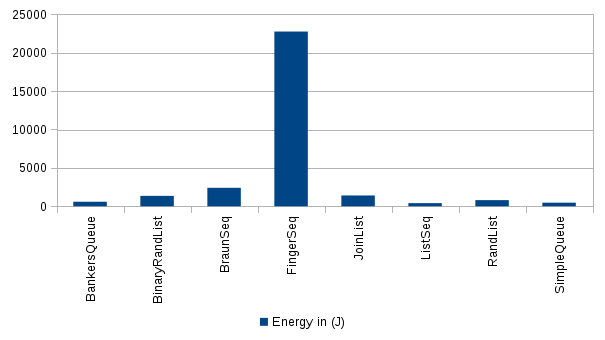 25000
20000
15000
10000
5000
0
BankersQueue
BinaryRandList
BraunSeq
FingerSeq
JoinList
ListSeq
RandList
SimpleQueue
Energy in (J)